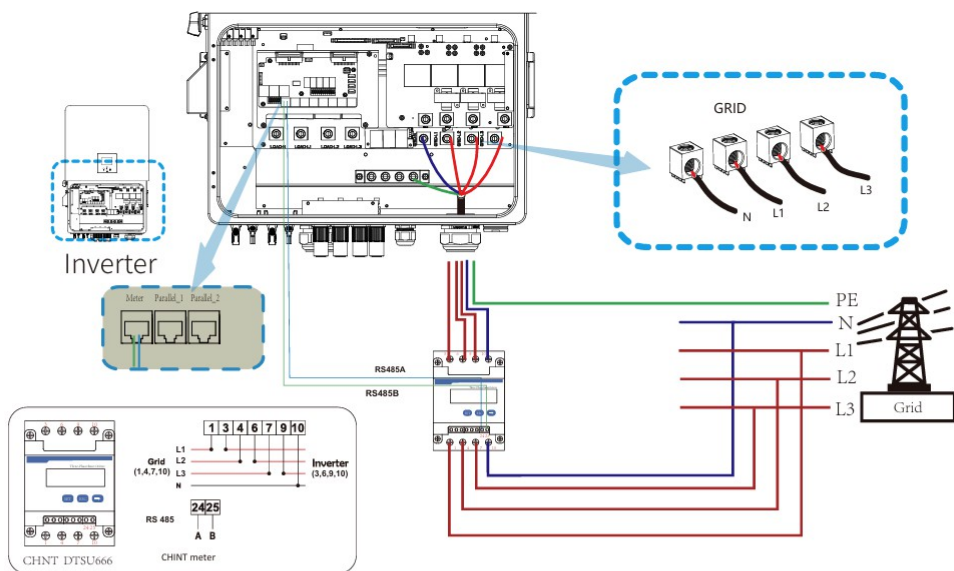 GRID
N
L1
L2
L3
Inverter
Meter Parallel_1 Parallel_2
PE
N
L1
L2
L3
Grid
RS485A
RS485B
1 3 4 6 7 9 10
L1
L2
L3
N
Grid
(1,4,7,10)
Inverter
(3,6,9,10)
24 25
RS 485
A B
CHNT DTSU666
CHINT meter